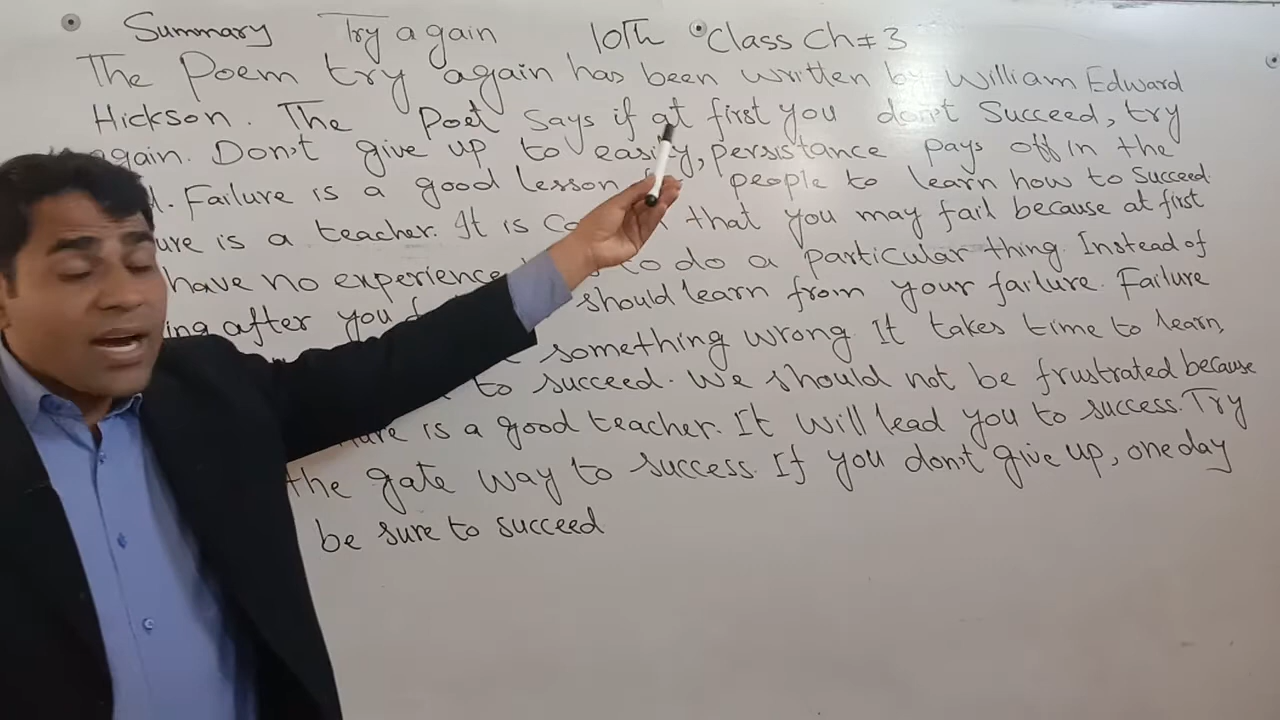 Summary Try again 10Th Class Ch#3
The Poem try again has been written by William Edward
Hickson. The Poet Says if at first you don't Succeed, try
again. Don't give up to easily, persistance pays off in the
Failure is a good lesson people to learn how to Succeed.
is a teacher. It is that you may fail because at first
have no experience to do a particular thing. Instead of
after you should learn from your failure. Failure
something wrong It takes time to learn,
to succeed. We should not be frustrated because
is a good teacher. It will lead you to success. Try
the gate way to success. If you don't give up, one day
be sure to succeed